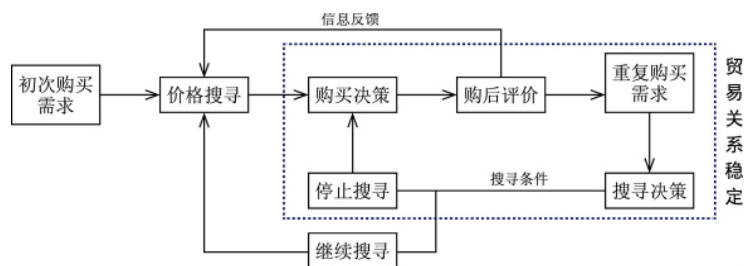 信息反馈
初次购买
需求
价格搜寻
购买决策
购后评价
重复购买
需求
停止搜寻
搜寻条件
搜寻决策
继续搜寻
贸易关系稳定